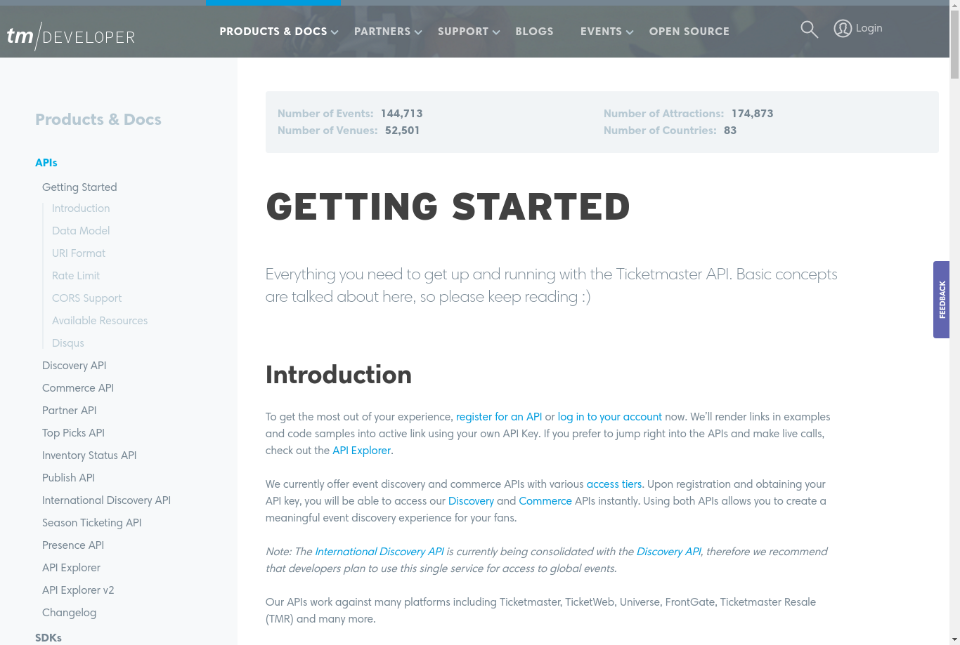 tm/DEVELOPER
PRODUCTS & DOCS PARTNERS SUPPORT BLOGS EVENTS OPEN SOURCE
Login
Products & Docs
APIs
Getting Started
Introduction
Data Model
URI Format
Rate Limit
CORS Support
Available Resources
Disqus
Discovery API
Commerce API
Partner API
Top Picks API
Inventory Status API
Publish API
International Discovery API
Season Ticketing API
Presence API
API Explorer
API Explorer v2
Changelog
SDKs
Number of Events: 144,713
Number of Venues: 52,501
Number of Attractions: 174,873
Number of Countries: 83
GETTING STARTED
Everything you need to get up and running with the Ticketmaster API. Basic concepts
are talked about here, so please keep reading :)
Introduction
To get the most out of your experience, register for an API or log in to your account now. We'll render links in examples
and code samples into active link using your own API Key. If you prefer to jump right into the APIs and make live calls,
check out the API Explorer.
We currently offer event discovery and commerce APIs with various access tiers. Upon registration and obtaining your
API key, you will be able to access our Discovery and Commerce APIs instantly. Using both APIs allows you to create a
meaningful event discovery experience for your fans.
Note: The International Discovery API is currently being consolidated with the Discovery API, therefore we recommend
that developers plan to use this single service for access to global events.
Our APIs work against many platforms including Ticketmaster, TicketWeb, Universe, FrontGate, Ticketmaster Resale
(TMR) and many more.
FEEDBACK